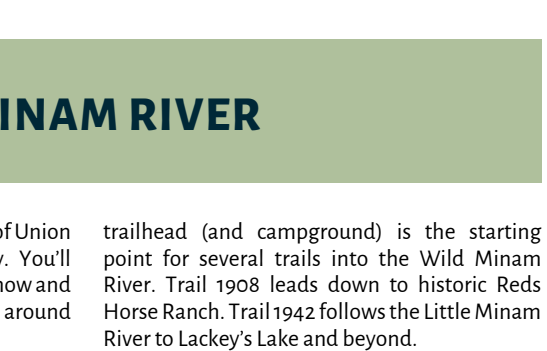 INAM RIVER
of Union
. You'll
now and
around
trailhead (and campground) is the starting
point for several trails into the Wild Minam
River. Trail 1908 leads down to historic Reds
Horse Ranch. Trail 1942 follows the Little Minam
River to Lackey's Lake and beyond.